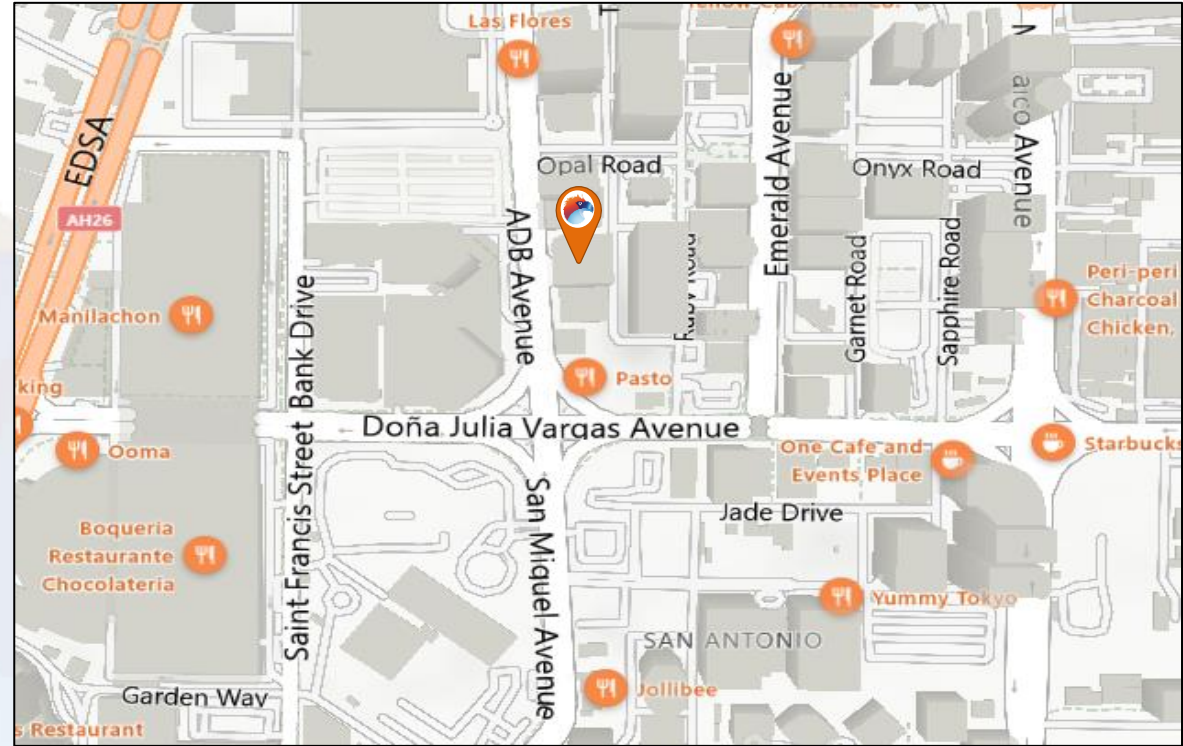 Las Flores
EDSA
AH26
Opal Road
Emerald Avenue
Onyx Road
Avenue
ADB Avenue
Manilachon
Saint Francis Street Bank Drive
Ruby Road
Garnet Road
Sapphire Road
Peri-peri
Charcoal
Chicken,
king
Pasto
Doña Julia Vargas Avenue
Ooma
One Cafe and
Events Place
Starbucks
Boqueria
Restaurante
Chocolateria
San Miquel Avenue
Jade Drive
Yummy Tokyo
SAN ANTONIO
Jollibee
Garden Way
s Restaurant